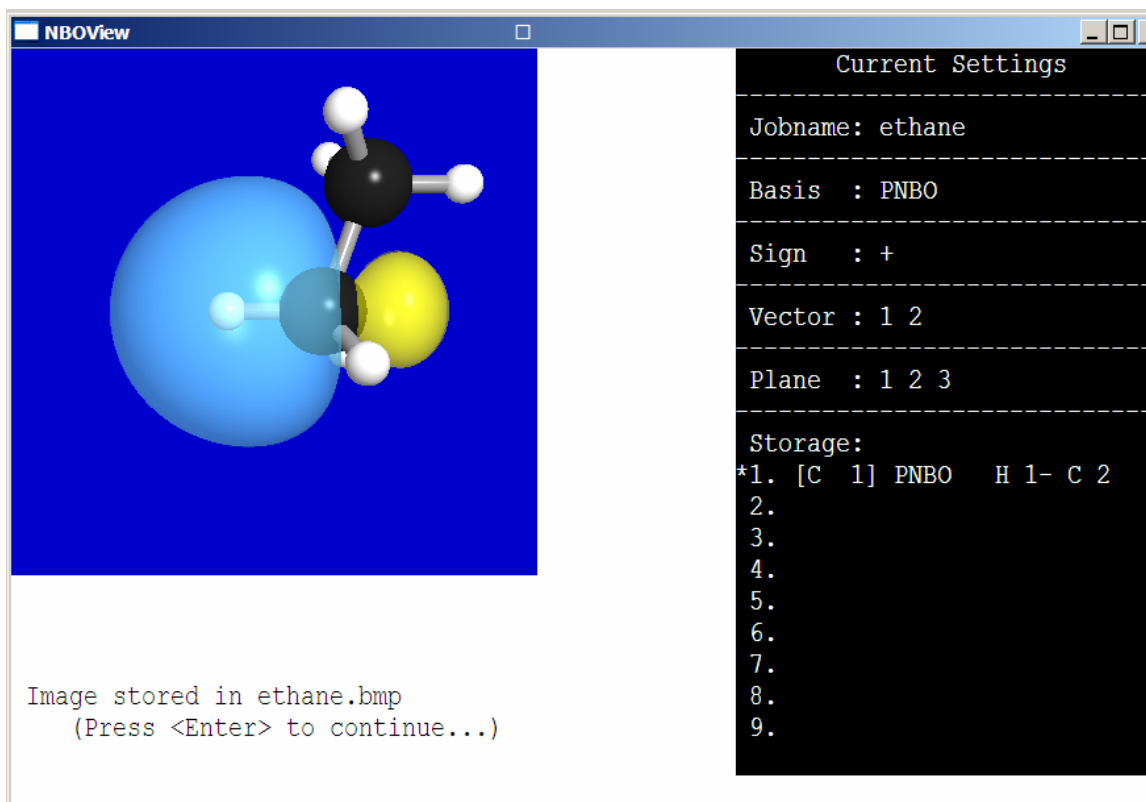 NBOView
Current Settings
Jobname: ethane
Basis : PNBO
Sign : +
Vector : 1 2
Plane : 1 2 3
Storage:
*1. [C 1] PNBO H 1- C 2
2.
3.
4.
5.
6.
7.
8.
9.
Image stored in ethane.bmp
(Press <Enter> to continue...)